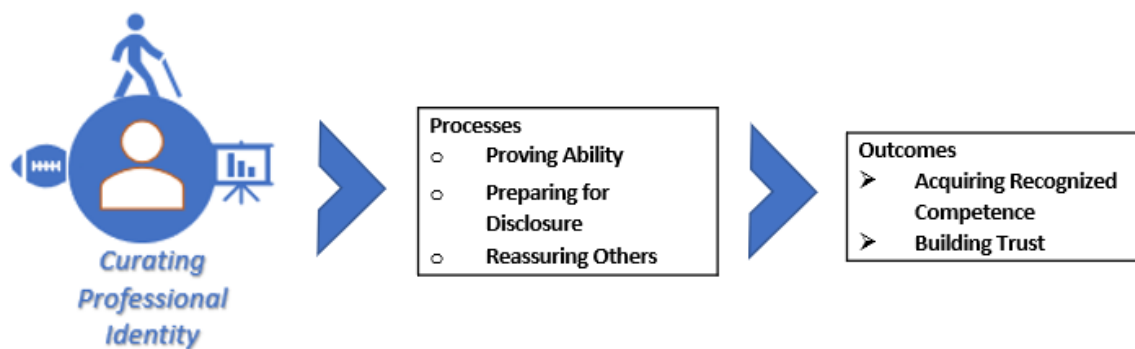 Curating
Professional
Identity
Processes
o Proving Ability
o Preparing for
Disclosure
o Reassuring Others
Outcomes
➤ Acquiring Recognized
Competence
➤ Building Trust